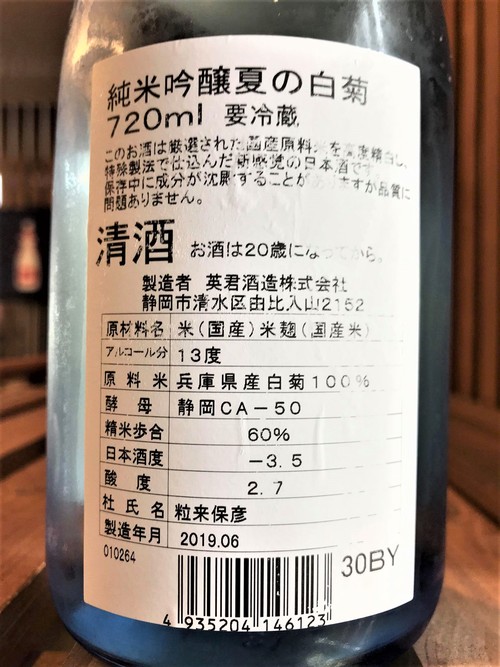 純米吟醸夏の白菊
720ml 要冷蔵
このお酒は厳選された国産原料米を高度精白し、
特殊製法で仕込んだ新感覚の日本酒です。
保存中に成分が沈殿することがありますが品質に
問題ありません。
清酒 お酒は20歳になってから。
製造者 英君酒造株式会社
静岡市清水区由比入山2152
原材料名 米(国産)米麹(国産米)
アルコール分 13度
原料米 兵庫県産白菊100%
酵母 静岡CA-50
精米歩合 60%
日本酒度 -3.5
酸度 2.7
杜氏名 粒来保彦
製造年月 2019.06
010264
30BY
4 935204 146123